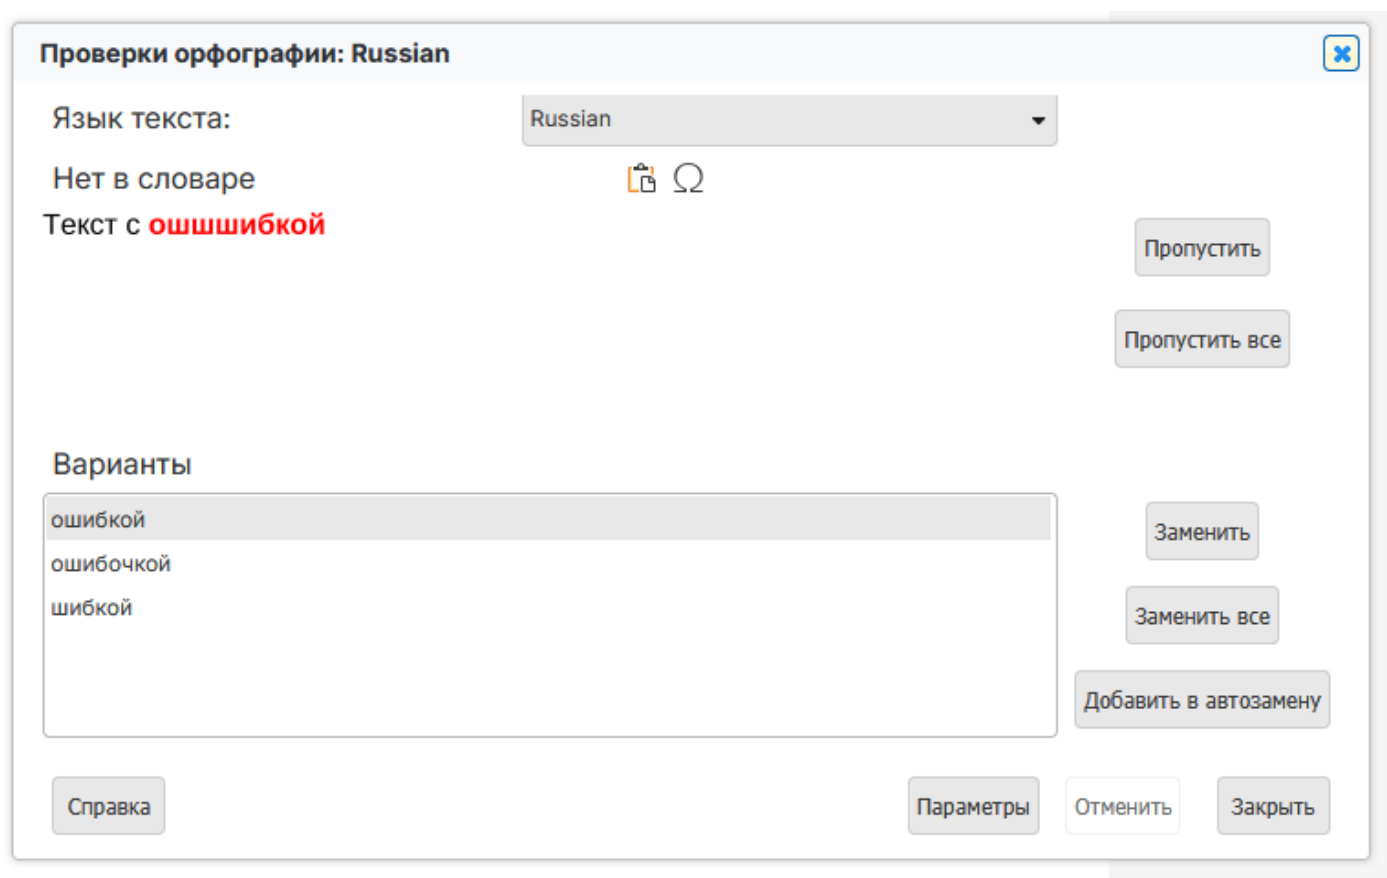 Проверки орфографии: Russian
Язык текста:
Russian
Нет в словаре
Текст с ошшшибкой
Пропустить
Пропустить все
Варианты
ошибкой
ошибочкой
шибкой
Заменить
Заменить все
Добавить в автозамену
Справка
Параметры
Отменить
Закрыть